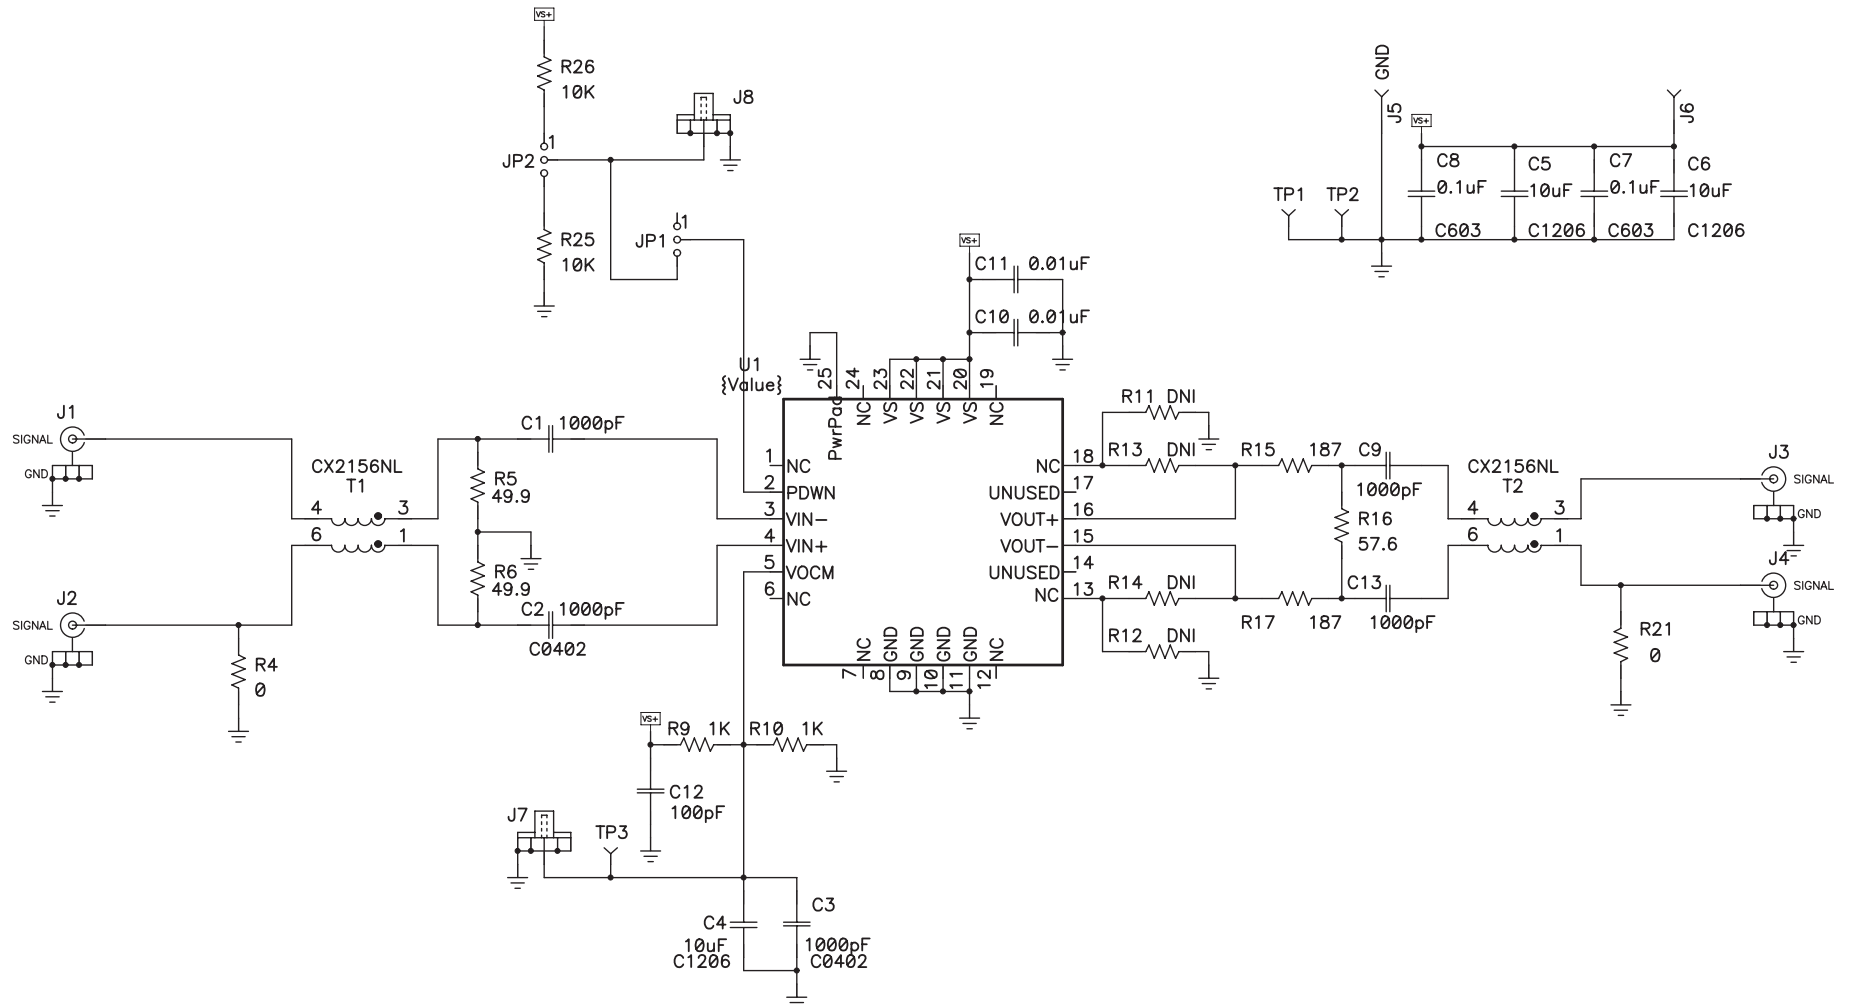 VS+
R26
10K
J8
1
JP2
R25
10K
1
JP1
GND
J5
J6
VS+
C8
0.1uF
C603
C5
10uF
C1206
C7
0.1uF
C603
C6
10uF
C1206
TP1
TP2
VS+
C11 0.01uF
C10 0.01uF
U1
{Value}
25
24
23
22
21
20
19
PwrPad
NC
VS
VS
VS
VS
NC
J1
SIGNAL
GND
CX2156NL
T1
4
3
6
1
J2
SIGNAL
GND
R4
0
R5
49.9
R6
49.9
C1 1000pF
C2 1000pF
C0402
1 NC
2 PDWN
3 VIN-
4 VIN+
5 VOCM
6 NC
NC 18
UNUSED 17
VOUT+ 16
VOUT- 15
UNUSED 14
NC 13
NC
GND
GND
GND
GND
NC
7
8
9
10
11
12
R11 DNI
R13 DNI
R15 187
C9
1000pF
R16
57.6
R14 DNI
R17 187
C13
1000pF
R12 DNI
CX2156NL
T2
4
3
6
1
J3
SIGNAL
GND
J4
SIGNAL
GND
R21
0
VS+
R9 1K
R10 1K
C12
100pF
J7
TP3
C4
10uF
C1206
C3
1000pF
C0402